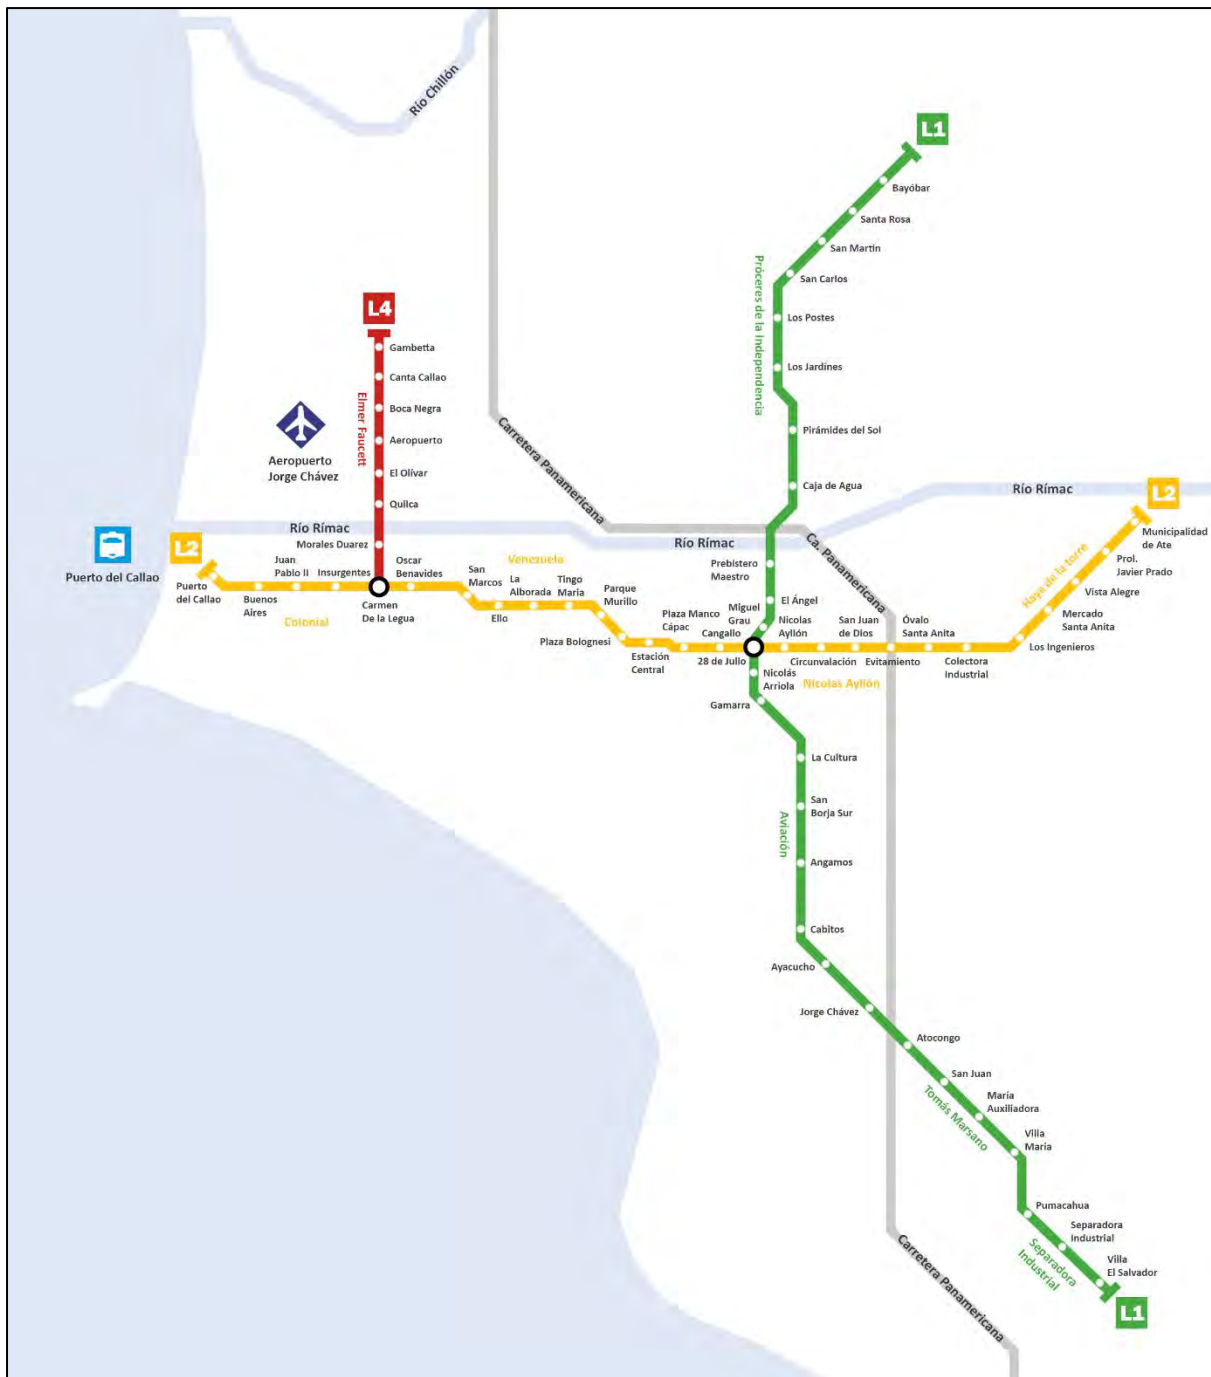 Río Chillón
L1
Bayóbar
Santa Rosa
San Martín
San Carlos
Próceres de la Independencia
Los Postes
Los Jardínes
Pirámides del Sol
Caja de Agua
L4
Gambetta
Canta Callao
Elmer Faucett
Boca Negra
Aeropuerto
El Olívar
Quilca
Morales Duarez
Aeropuerto
Jorge Chávez
Carretera Panamericana
Río Rímac
Río Rímac
Río Rímac
Ca. Panamericana
Puerto del Callao
L2
Puerto
del Callao
Buenos
Aires
Juan
Pablo II
Insurgentes
Colonial
Carmen
De la Legua
Oscar
Benavides
San
Marcos
Venezuela
Ello
La
Alborada
Tingo
Maria
Parque
Murillo
Plaza Bolognesi
Estación
Central
Plaza Manco
Cápac
Cangallo
28 de Julio
Prebístero
Maestro
El Ángel
Miguel
Grau
Nicolas
Ayllón
Circunvalación
San Juan
de Dios
Evitamiento
Óvalo
Santa Anita
Colectora
Industrial
Nicolas Ayllón
Los Ingenieros
Mercado
Santa Anita
Vista Alegre
Prol.
Javier Prado
Municipalidad
de Ate
Haya de la torre
L2
Nicolás
Arriola
Gamarra
La Cultura
San
Borja Sur
Aviación
Angamos
Cabitos
Ayacucho
Jorge Chávez
Atocongo
San Juan
María
Auxiliadora
Tomás Marsano
Villa
Maria
Pumacahua
Separadora
Industrial
Separadora
Industrial
Villa
El Salvador
L1
Carretera Panamericana